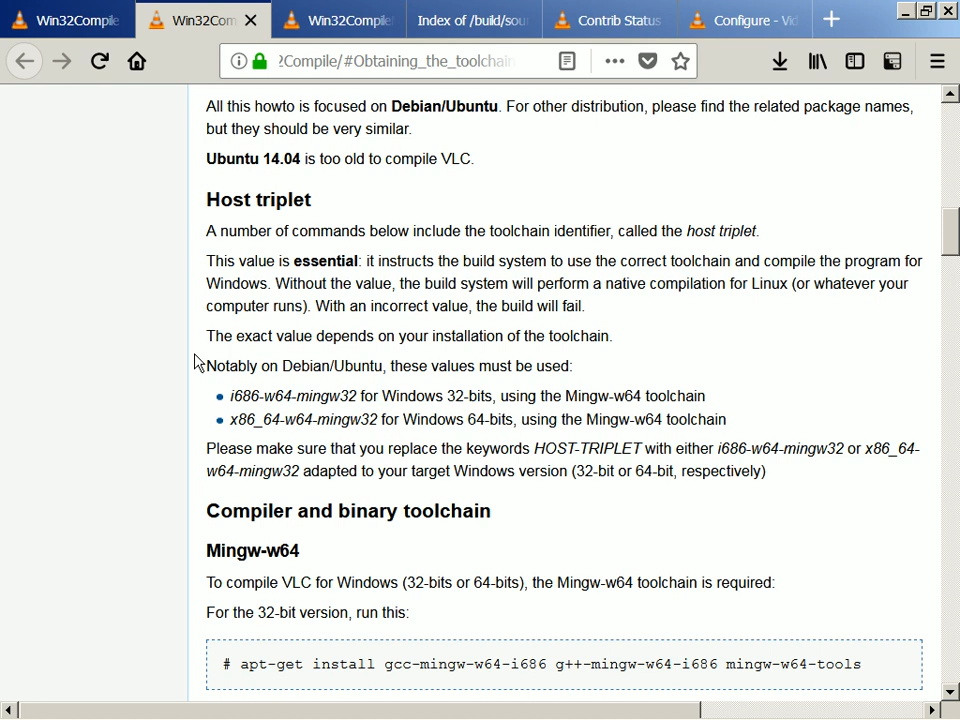 Win32Compile
Win32Com
Win32Compile
Index of /build/sou
Contrib Status
Configure - Vid
2Compile/#Obtaining_the_toolchain
All this howto is focused on Debian/Ubuntu. For other distribution, please find the related package names,
but they should be very similar.
Ubuntu 14.04 is too old to compile VLC.
Host triplet
A number of commands below include the toolchain identifier, called the host triplet.
This value is essential: it instructs the build system to use the correct toolchain and compile the program for
Windows. Without the value, the build system will perform a native compilation for Linux (or whatever your
computer runs). With an incorrect value, the build will fail.
The exact value depends on your installation of the toolchain.
Notably on Debian/Ubuntu, these values must be used:
i686-w64-mingw32 for Windows 32-bits, using the Mingw-w64 toolchain
x86_64-w64-mingw32 for Windows 64-bits, using the Mingw-w64 toolchain
Please make sure that you replace the keywords HOST-TRIPLET with either i686-w64-mingw32 or x86_64-
w64-mingw32 adapted to your target Windows version (32-bit or 64-bit, respectively)
Compiler and binary toolchain
Mingw-w64
To compile VLC for Windows (32-bits or 64-bits), the Mingw-w64 toolchain is required:
For the 32-bit version, run this:
# apt-get install gcc-mingw-w64-i686 g++-mingw-w64-i686 mingw-w64-tools